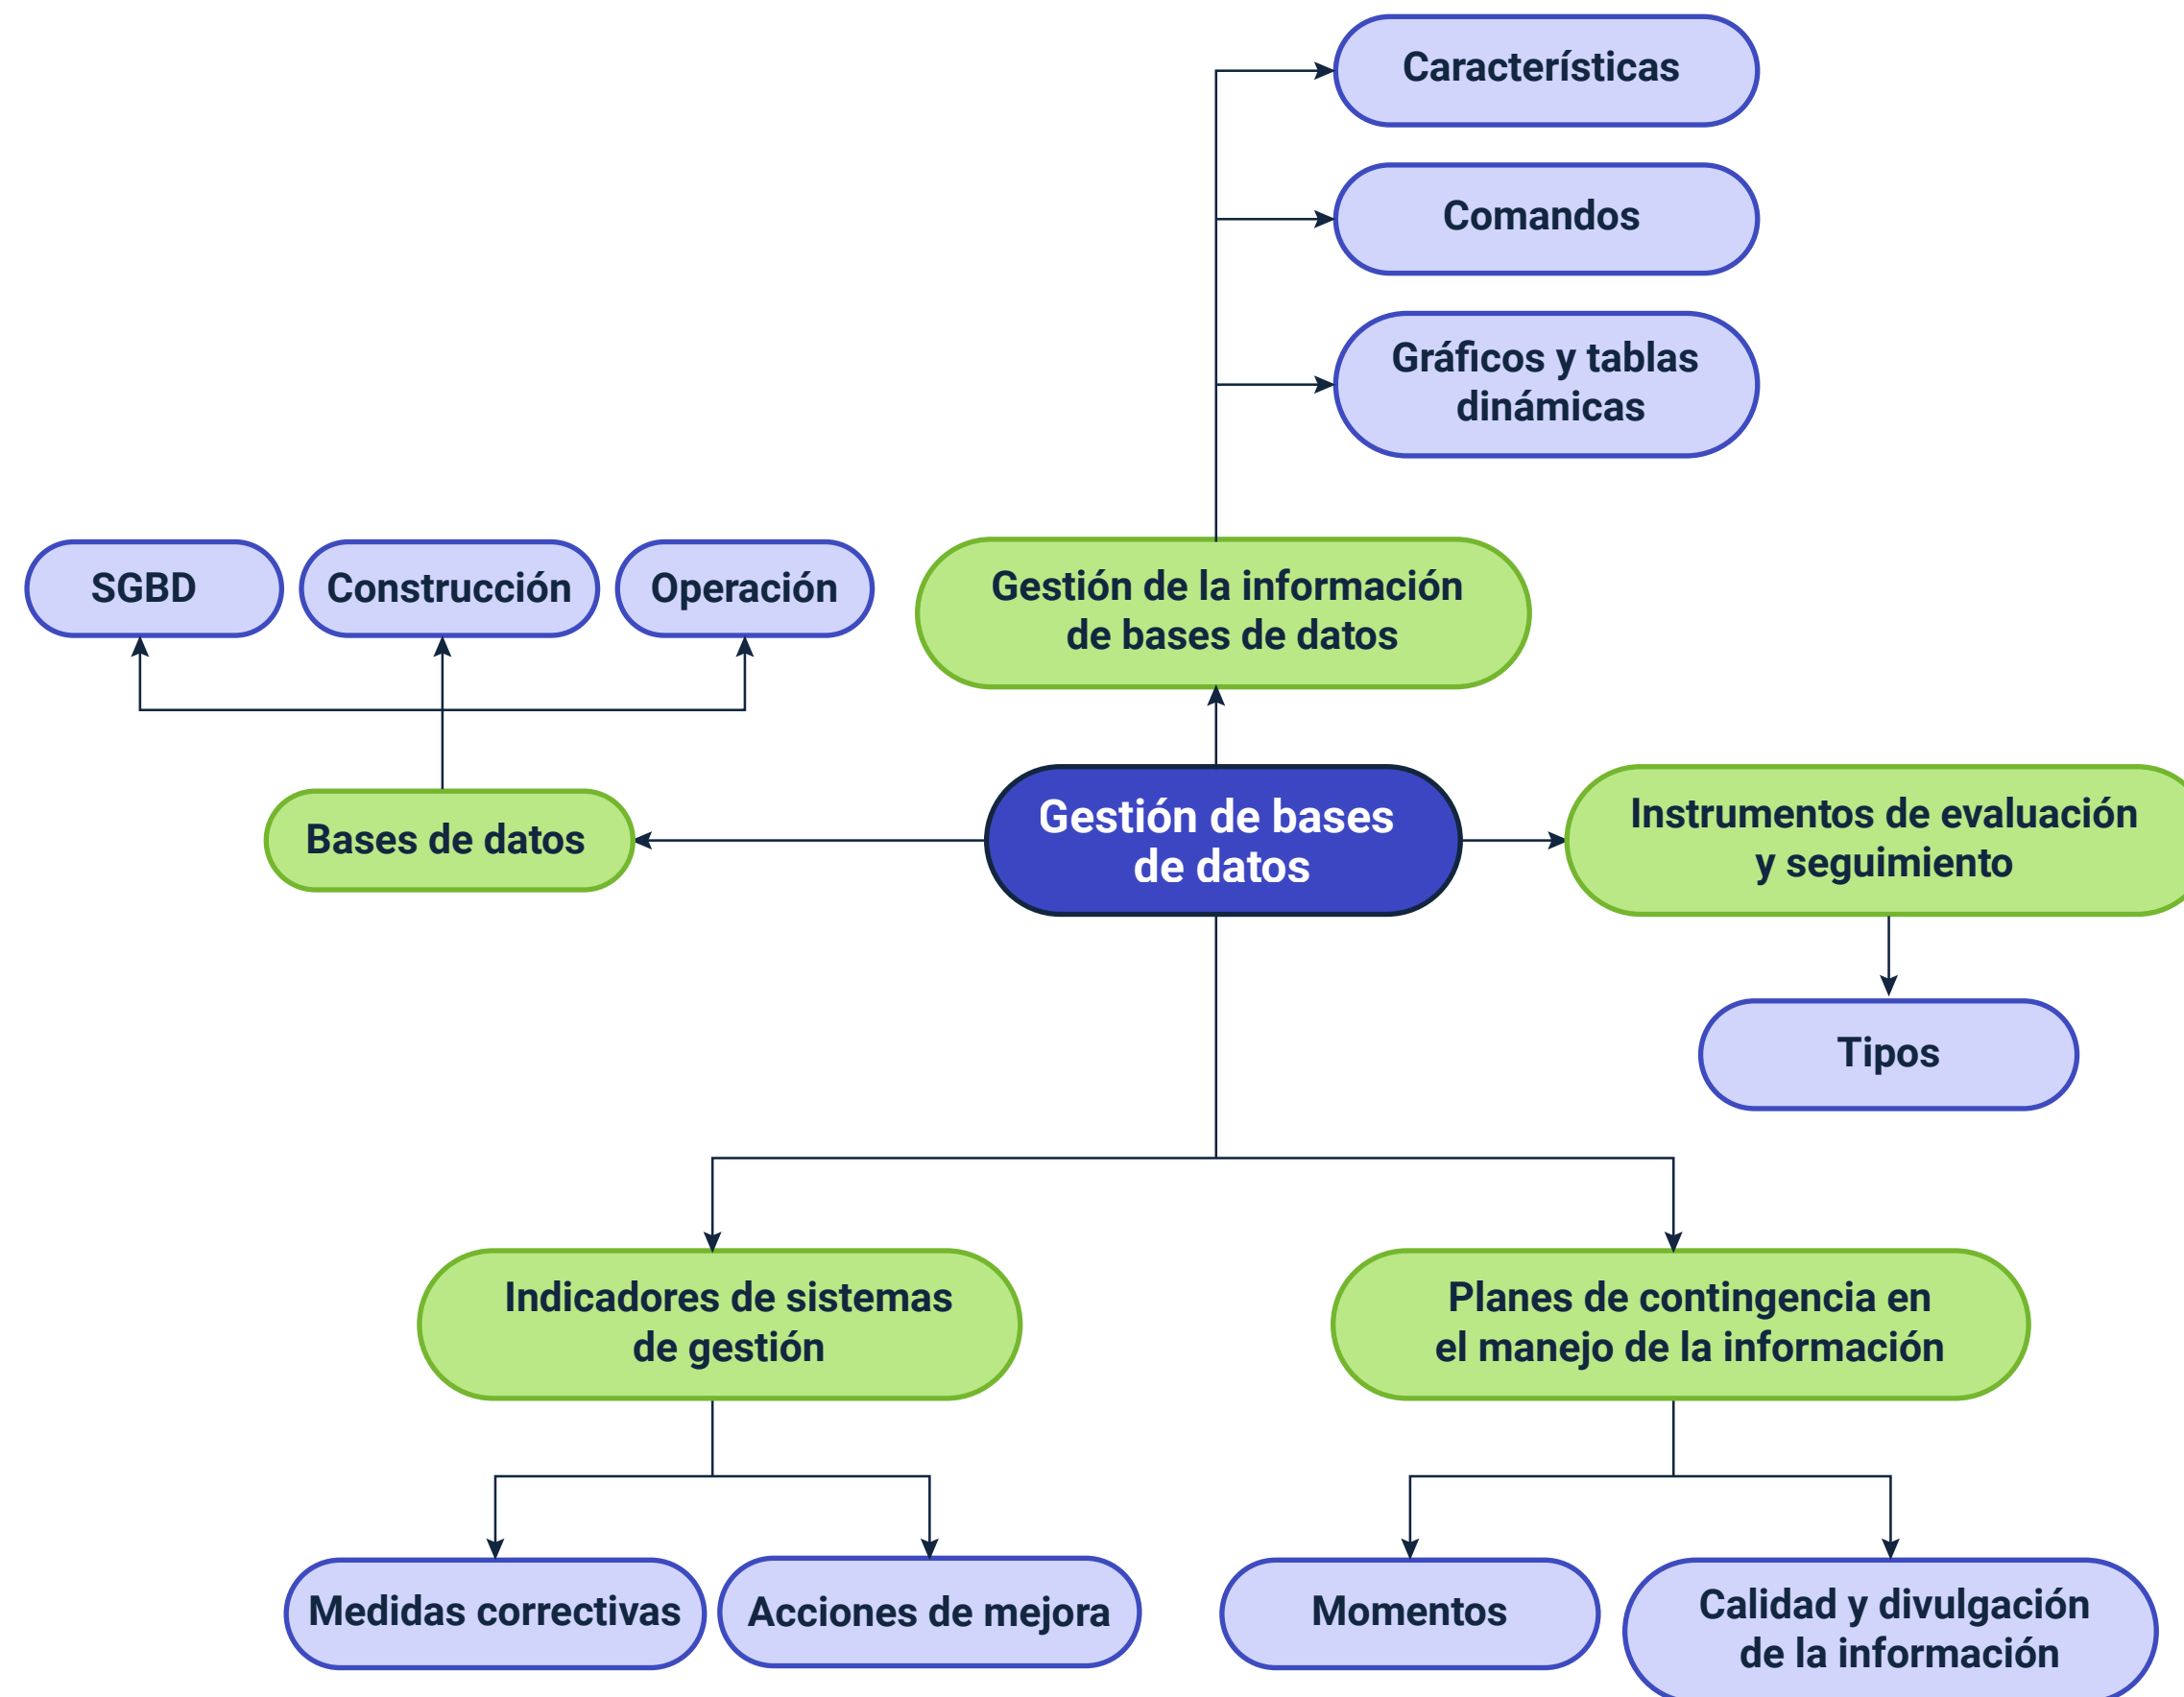 Características
Comandos
Gráficos y tablas
dinámicas
SGBD
Construcción
Operación
Gestión de la información
de bases de datos
Bases de datos
Gestión de bases
de datos
Instrumentos de evaluación
y seguimiento
Tipos
Indicadores de sistemas
de gestión
Planes de contingencia en
el manejo de la información
Medidas correctivas
Acciones de mejora
Momentos
Calidad y divulgación
de la información